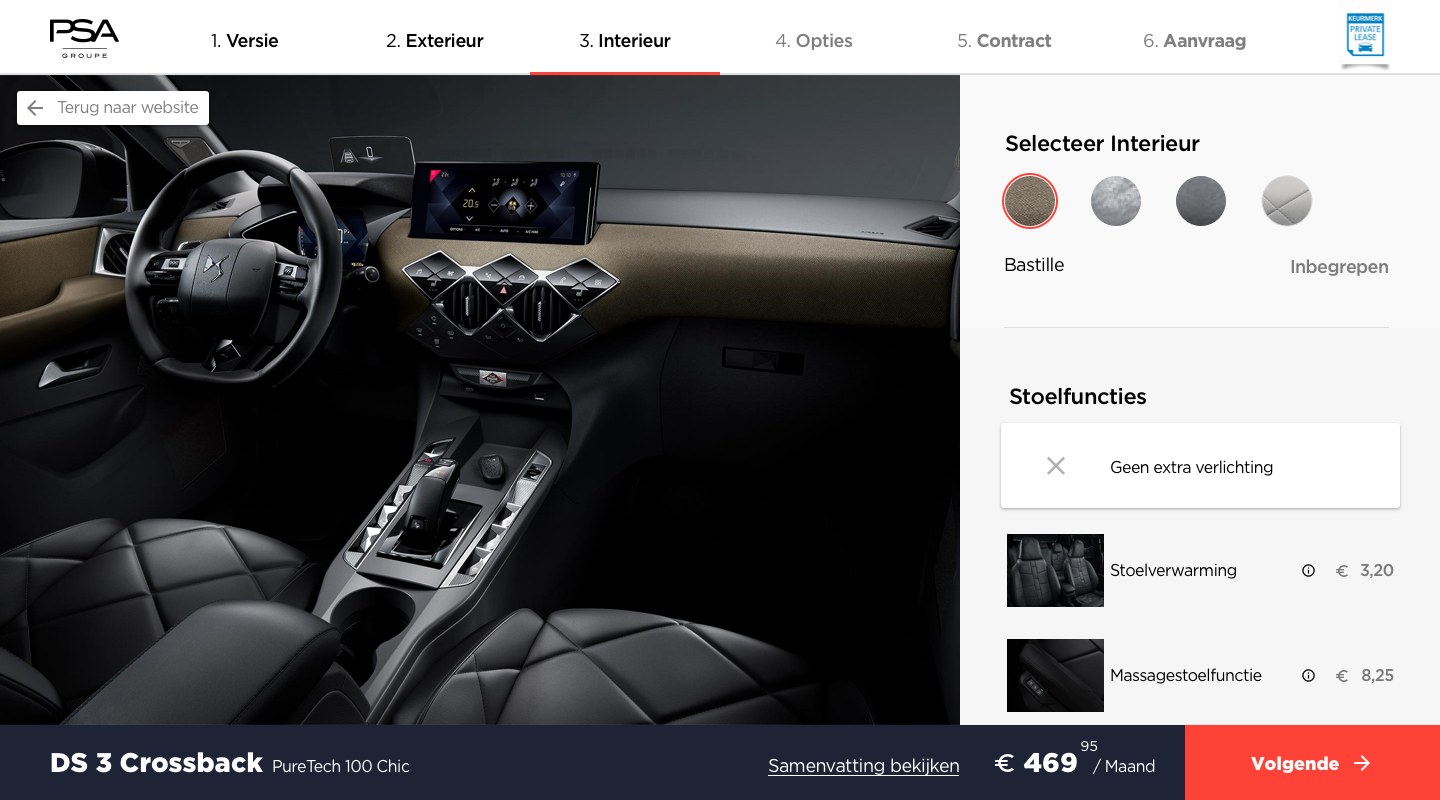 PSA
GROUPE
1. Versie
2. Exterieur
3. Interieur
4. Opties
5. Contract
6. Aanvraag
KEURMERK
PRIVATE
LEASE
Terug naar website
20.5
Selecteer Interieur
Bastille
Inbegrepen
Stoelfuncties
Geen extra verlichting
Stoelverwarming
€ 3,20
Massagestoelfunctie
€ 8,25
DS 3 Crossback PureTech 100 Chic
Samenvatting bekijken
€ 469 95 / Maand
Volgende